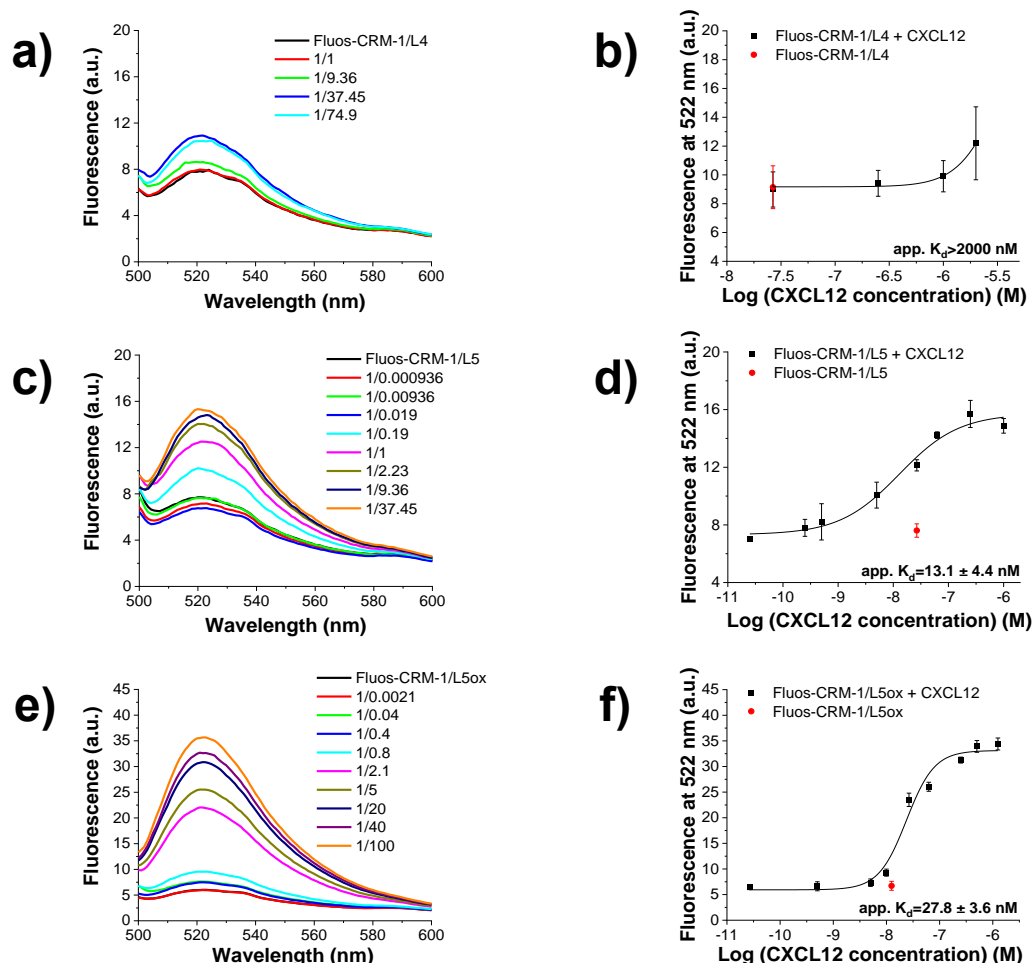 a)
Fluorescence (a.u.)
20
16
12
8
4
0
500 520 540 560 580 600
Wavelength (nm)
Fluos-CRM-1/L4
1/1
1/9.36
1/37.45
1/74.9
b)
Fluorescence at 522 nm (a.u.)
20
18
16
14
12
10
8
6
4
-8 -7.5 -7 -6.5 -6 -5.5 -5
Log (CXCL12 concentration) (M)
Fluos-CRM-1/L4 + CXCL12
Fluos-CRM-1/L4
app. Kd>2000 nM
c)
Fluorescence (a.u.)
20
16
12
8
4
0
500 520 540 560 580 600
Wavelength (nm)
Fluos-CRM-1/L5
1/0.000936
1/0.00936
1/0.019
1/0.19
1/1
1/2.23
1/9.36
1/37.45
d)
Fluorescence at 522 nm (a.u.)
20
16
12
8
4
-11 -10 -9 -8 -7 -6
Log (CXCL12 concentration) (M)
Fluos-CRM-1/L5 + CXCL12
Fluos-CRM-1/L5
app. Kd=13.1 ± 4.4 nM
e)
Fluorescence (a.u.)
45
40
35
30
25
20
15
10
5
0
500 520 540 560 580 600
Wavelength (nm)
Fluos-CRM-1/L5ox
1/0.0021
1/0.04
1/0.4
1/0.8
1/2.1
1/5
1/20
1/40
1/100
f)
Fluorescence at 522 nm (a.u.)
45
40
35
30
25
20
15
10
5
0
-11 -10 -9 -8 -7 -6
Log (CXCL12 concentration) (M)
Fluos-CRM-1/L5ox + CXCL12
Fluos-CRM-1/L5ox
app. Kd=27.8 ± 3.6 nM